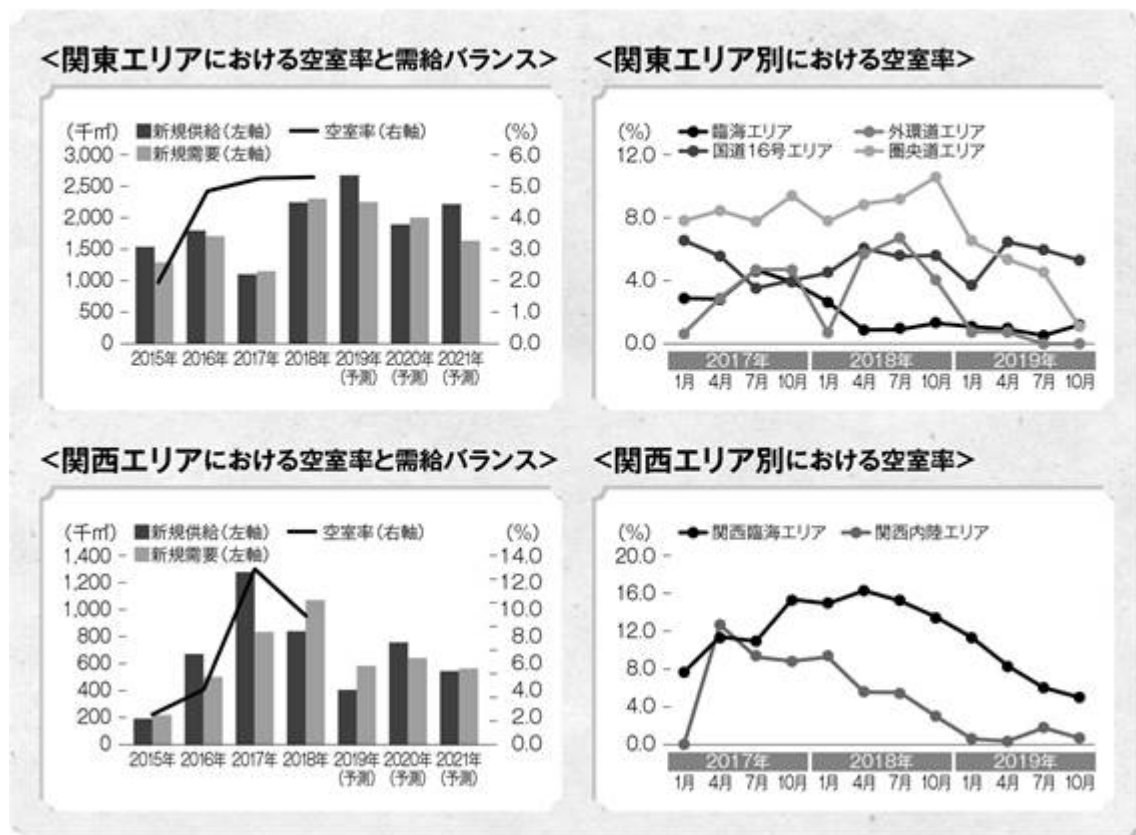 <関東エリアにおける空室率と需給バランス>
(千㎡) ■新規供給(左軸) ━空室率(右軸) (%)
■新規需要(左軸)
3,000 6.0
2,500 5.0
2,000 4.0
1,500 3.0
1,000 2.0
500 1.0
0 0.0
2015年 2016年 2017年 2018年 2019年 2020年 2021年
(予測) (予測) (予測)
<関東エリア別における空室率>
(%) 臨海エリア 外環道エリア
国道16号エリア 圏央道エリア
12.0
8.0
4.0
0.0
2017年 2018年 2019年
1月 4月 7月 10月 1月 4月 7月 10月 1月 4月 7月 10月
<関西エリアにおける空室率と需給バランス>
(千㎡) ■新規供給(左軸) ━空室率(右軸) (%)
■新規需要(左軸)
1,400 14.0
1,200 12.0
1,000 10.0
800 8.0
600 6.0
400 4.0
200 2.0
0 0.0
2015年 2016年 2017年 2018年 2019年 2020年 2021年
(予測) (予測) (予測)
<関西エリア別における空室率>
(%) 関西臨海エリア 関西内陸エリア
20.0
16.0
12.0
8.0
4.0
0.0
2017年 2018年 2019年
1月 4月 7月 10月 1月 4月 7月 10月 1月 4月 7月 10月